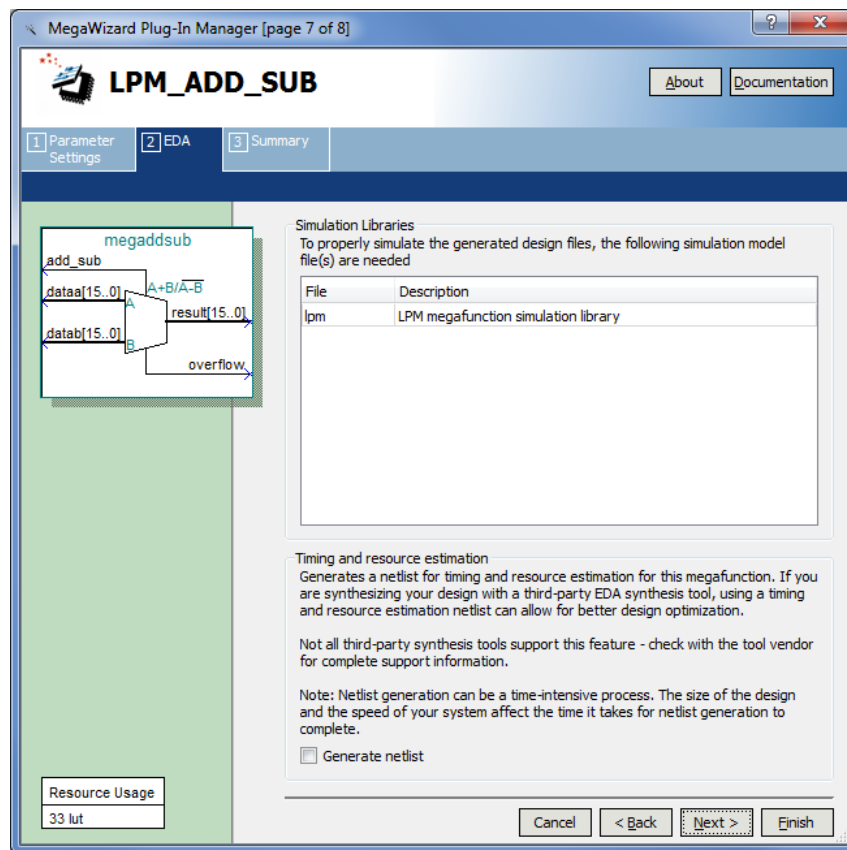 MegaWizard Plug-In Manager [page 7 of 8]
?
X
LPM_ADD_SUB
About
Documentation
1 Parameter Settings
2 EDA
3 Summary
megaddsub
add_sub
A+B/A-B
dataa[15..0]
A
result[15..0]
datab[15..0]
B
overflow
Resource Usage
33 lut
Simulation Libraries
To properly simulate the generated design files, the following simulation model
file(s) are needed
File Description
lpm LPM megafunction simulation library
Timing and resource estimation
Generates a netlist for timing and resource estimation for this megafunction. If you
are synthesizing your design with a third-party EDA synthesis tool, using a timing
and resource estimation netlist can allow for better design optimization.
Not all third-party synthesis tools support this feature - check with the tool vendor
for complete support information.
Note: Netlist generation can be a time-intensive process. The size of the design
and the speed of your system affect the time it takes for netlist generation to
complete.
Generate netlist
Cancel
< Back
Next >
Finish